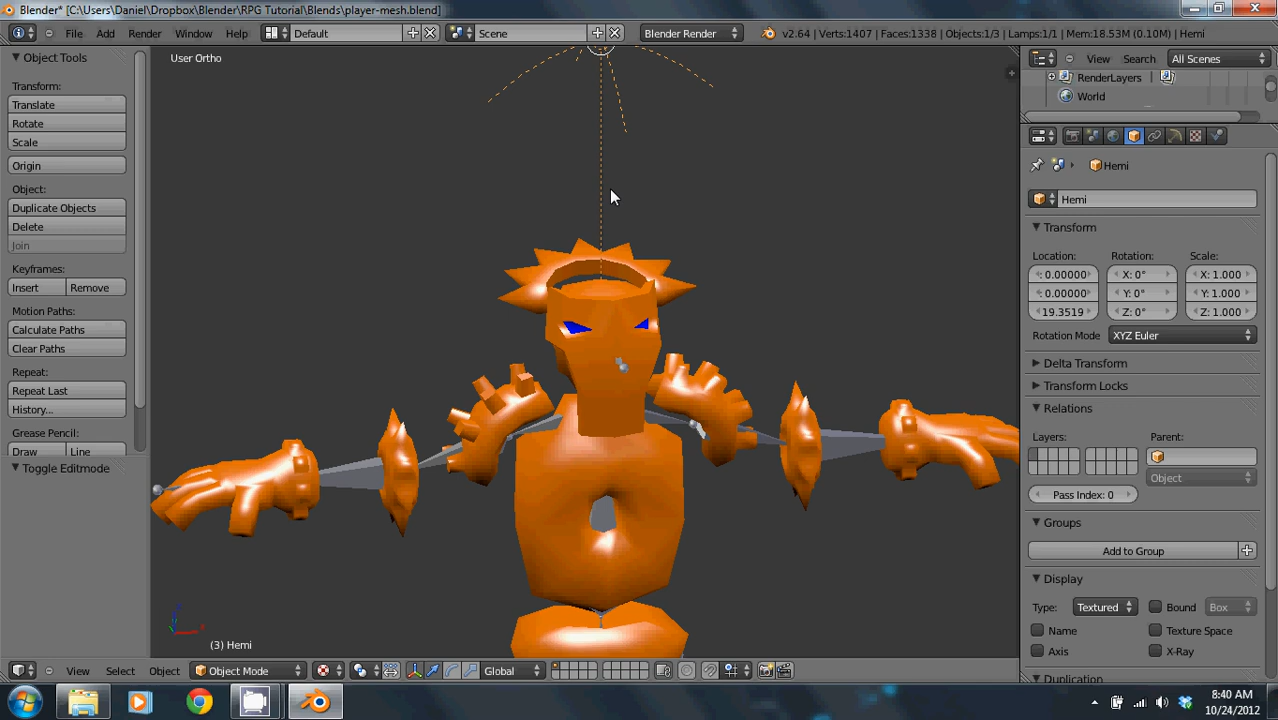 Blender* [C:\Users\Daniel\Dropbox\Blender\RPG Tutorial\Blends\player-mesh.blend]
File Add Render Window Help Default Scene Blender Render v2.64 | Verts:1407 | Faces:1338 | Objects:1/3 | Lamps:1/1 | Mem:18.53M (0.10M) | Hemi
Object Tools
Transform:
Translate
Rotate
Scale
Origin
Object:
Duplicate Objects
Delete
Join
Keyframes:
Insert Remove
Motion Paths:
Calculate Paths
Clear Paths
Repeat:
Repeat Last
History...
Grease Pencil:
Draw Line
Toggle Editmode
User Ortho
(3) Hemi
View Select Object Object Mode Global
View Search All Scenes
RenderLayers
World
Hemi
Hemi
Transform
Location: Rotation: Scale:
: 0.00000 X: 0° X: 1.000
: 0.00000 Y: 0° Y: 1.000
19.3519 Z: 0° Z: 1.000
Rotation Mode XYZ Euler
Delta Transform
Transform Locks
Relations
Layers: Parent:
Object
Pass Index: 0
Groups
Add to Group
Display
Type: Textured Bound Box
Name Texture Space
Axis X-Ray
Duplication
8:40 AM
10/24/2012